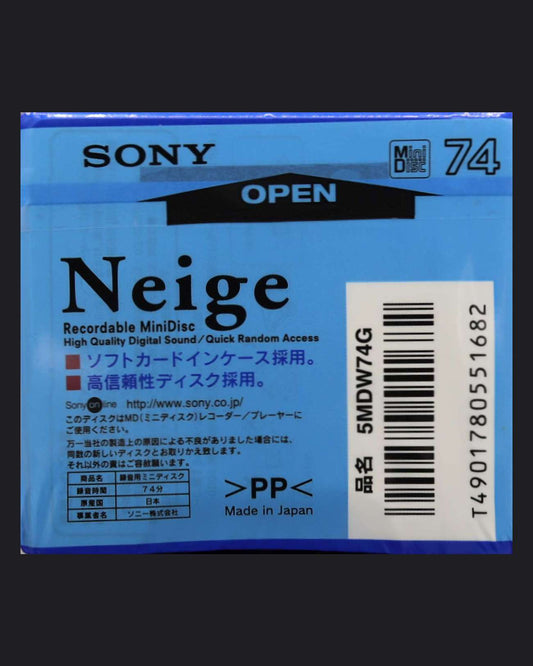 SONY
Mini Disc 74
OPEN
Neige
Recordable MiniDisc
High Quality Digital Sound/Quick Random Access
■ ソフトカードインケース採用。
■ 高信頼性ディスク採用。
Sony online http://www.sony.co.jp/
このディスクはMD(ミニディスク)レコーダー/プレーヤーに
ご使用ください。
万一当社の製造上の原因による不良がありました場合には、
同数の新しいディスクとお取りかえ致します。
それ以外の責はご容赦願います。
商品名 録音用ミニディスク
録音時間 74分
原産国 日本
事業者名 ソニー株式会社
>PP<
Made in Japan
品名 5MDW74G
T4901780551682